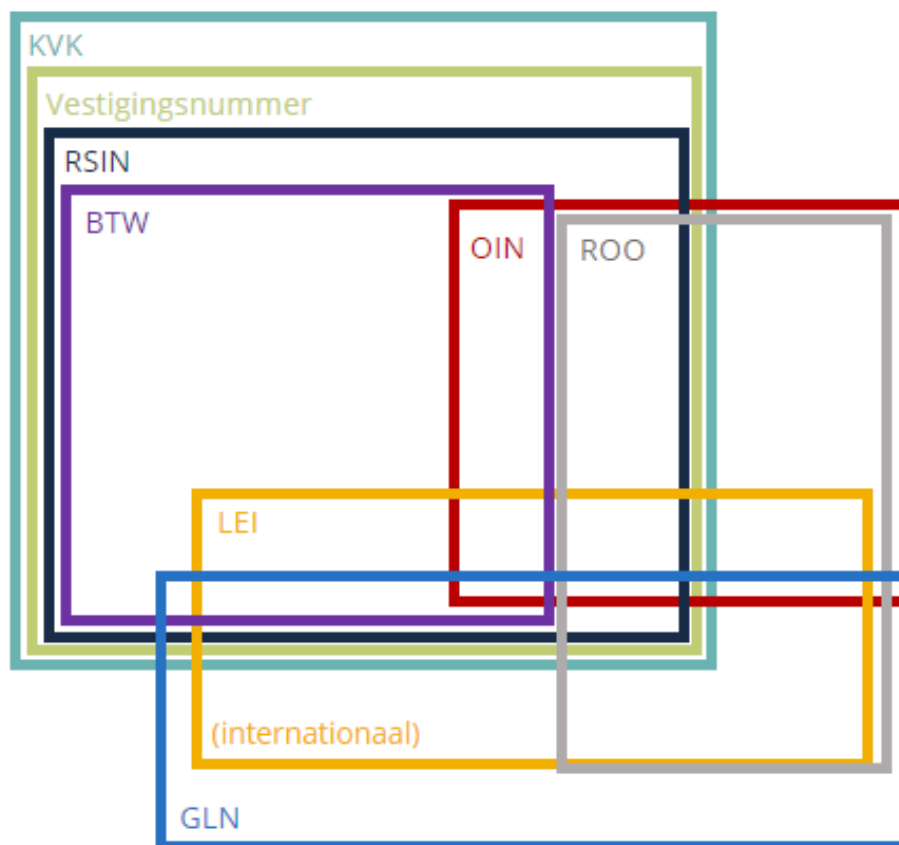 KVK
Vestigingsnummer
RSIN
BTW
OIN
ROO
LEI
(internationaal)
GLN